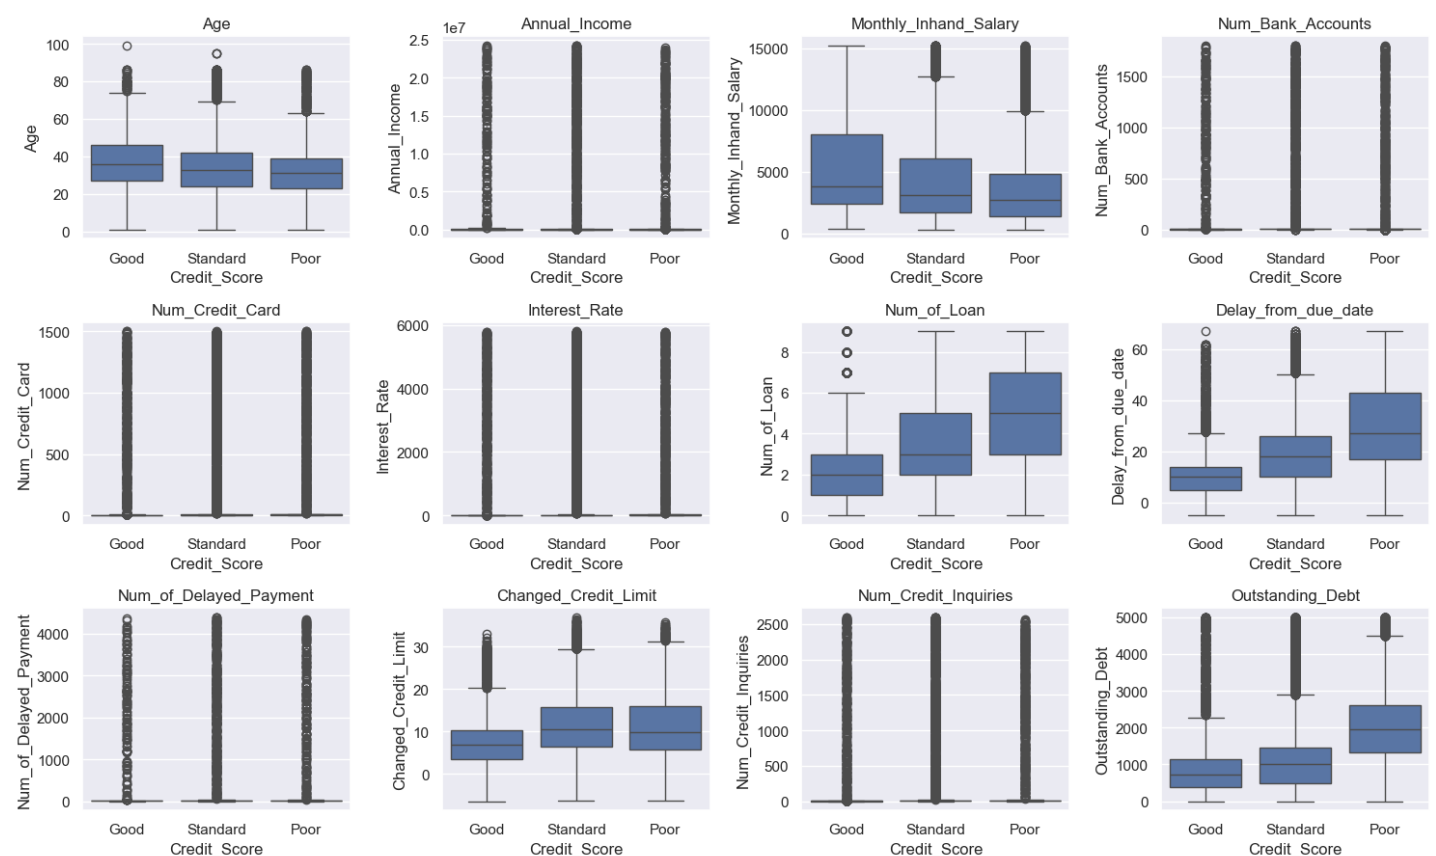 Age
Age
100
80
60
40
20
0
Good Standard Poor
Credit_Score
Annual_Income
1e7
Annual_Income
2.5
2.0
1.5
1.0
0.5
0.0
Good Standard Poor
Credit_Score
Monthly_Inhand_Salary
Monthly_Inhand_Salary
15000
10000
5000
0
Good Standard Poor
Credit_Score
Num_Bank_Accounts
Num_Bank_Accounts
1500
1000
500
0
Good Standard Poor
Credit_Score
Num_Credit_Card
Num_Credit_Card
1500
1000
500
0
Good Standard Poor
Credit_Score
Interest_Rate
Interest_Rate
6000
4000
2000
0
Good Standard Poor
Credit_Score
Num_of_Loan
Num_of_Loan
8
6
4
2
0
Good Standard Poor
Credit_Score
Delay_from_due_date
Delay_from_due_date
60
40
20
0
Good Standard Poor
Credit_Score
Num_of_Delayed_Payment
Num_of_Delayed_Payment
4000
3000
2000
1000
0
Good Standard Poor
Credit_Score
Changed_Credit_Limit
Changed_Credit_Limit
30
20
10
0
Good Standard Poor
Credit_Score
Num_Credit_Inquiries
Num_Credit_Inquiries
2500
2000
1500
1000
500
0
Good Standard Poor
Credit_Score
Outstanding_Debt
Outstanding_Debt
5000
4000
3000
2000
1000
0
Good Standard Poor
Credit_Score